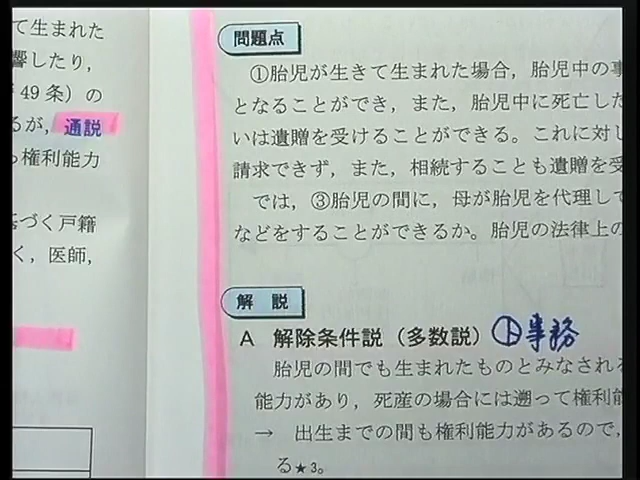 て生まれた
響したり，
49条）の
るが，通説
権利能力
づく戸籍
く，医師，
問題点
①胎児が生きて生まれた場合，胎児中の事
となることができ，また，胎児中に死亡した
いは遺贈を受けることができる。これに対し
請求できず，また，相続することも遺贈を受
では，③胎児の間に，母が胎児を代理して
などをすることができるか。胎児の法律上の
解 説
A 解除条件説（多数説）
胎児の間でも生まれたものとみなされる
能力があり，死産の場合には遡って権利能
→ 出生までの間も権利能力があるので，
る★3。